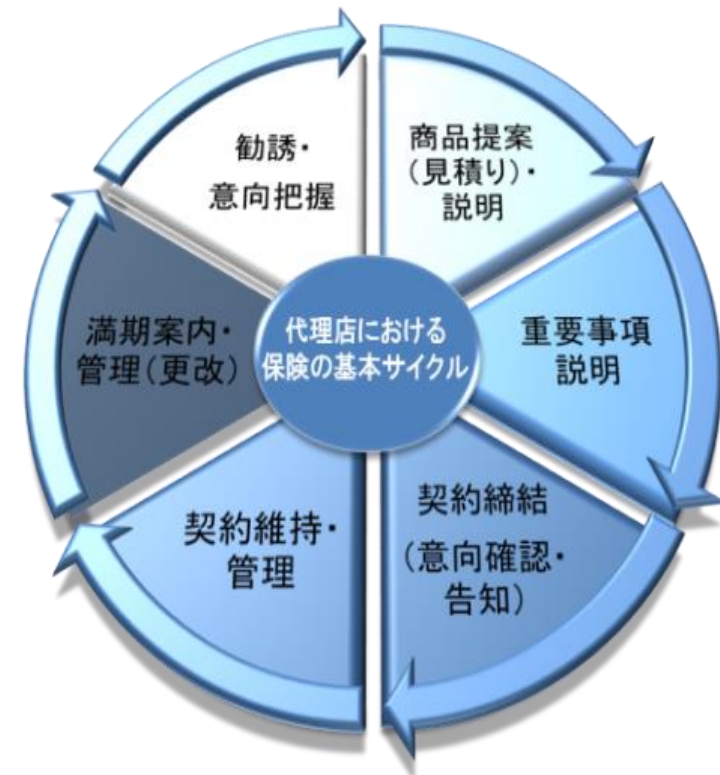 代理店における
保険の基本サイクル
勧誘・
意向把握
商品提案
(見積り)・
説明
重要事項
説明
契約締結
(意向確認・
告知)
契約維持・
管理
満期案内・
管理(更改)